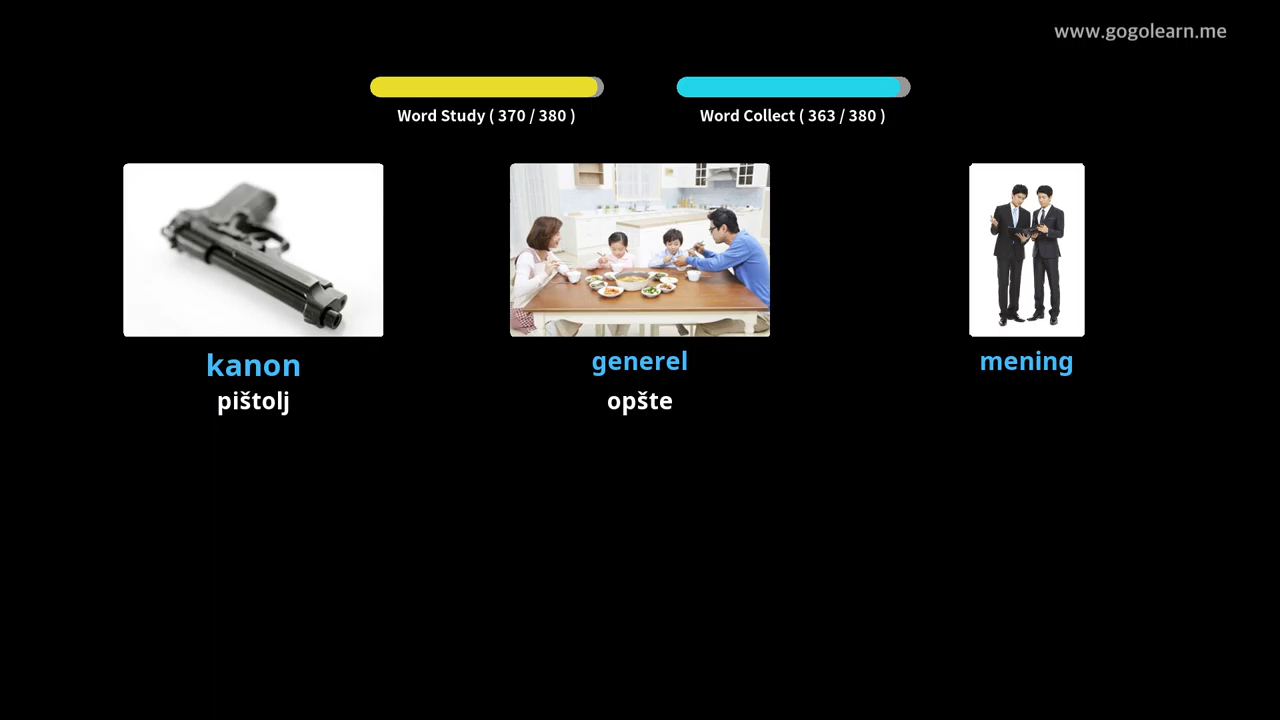 www.gogolearn.me
Word Study ( 370 / 380 )
Word Collect ( 363 / 380 )
kanon
generel
mening
pištolj
opšte